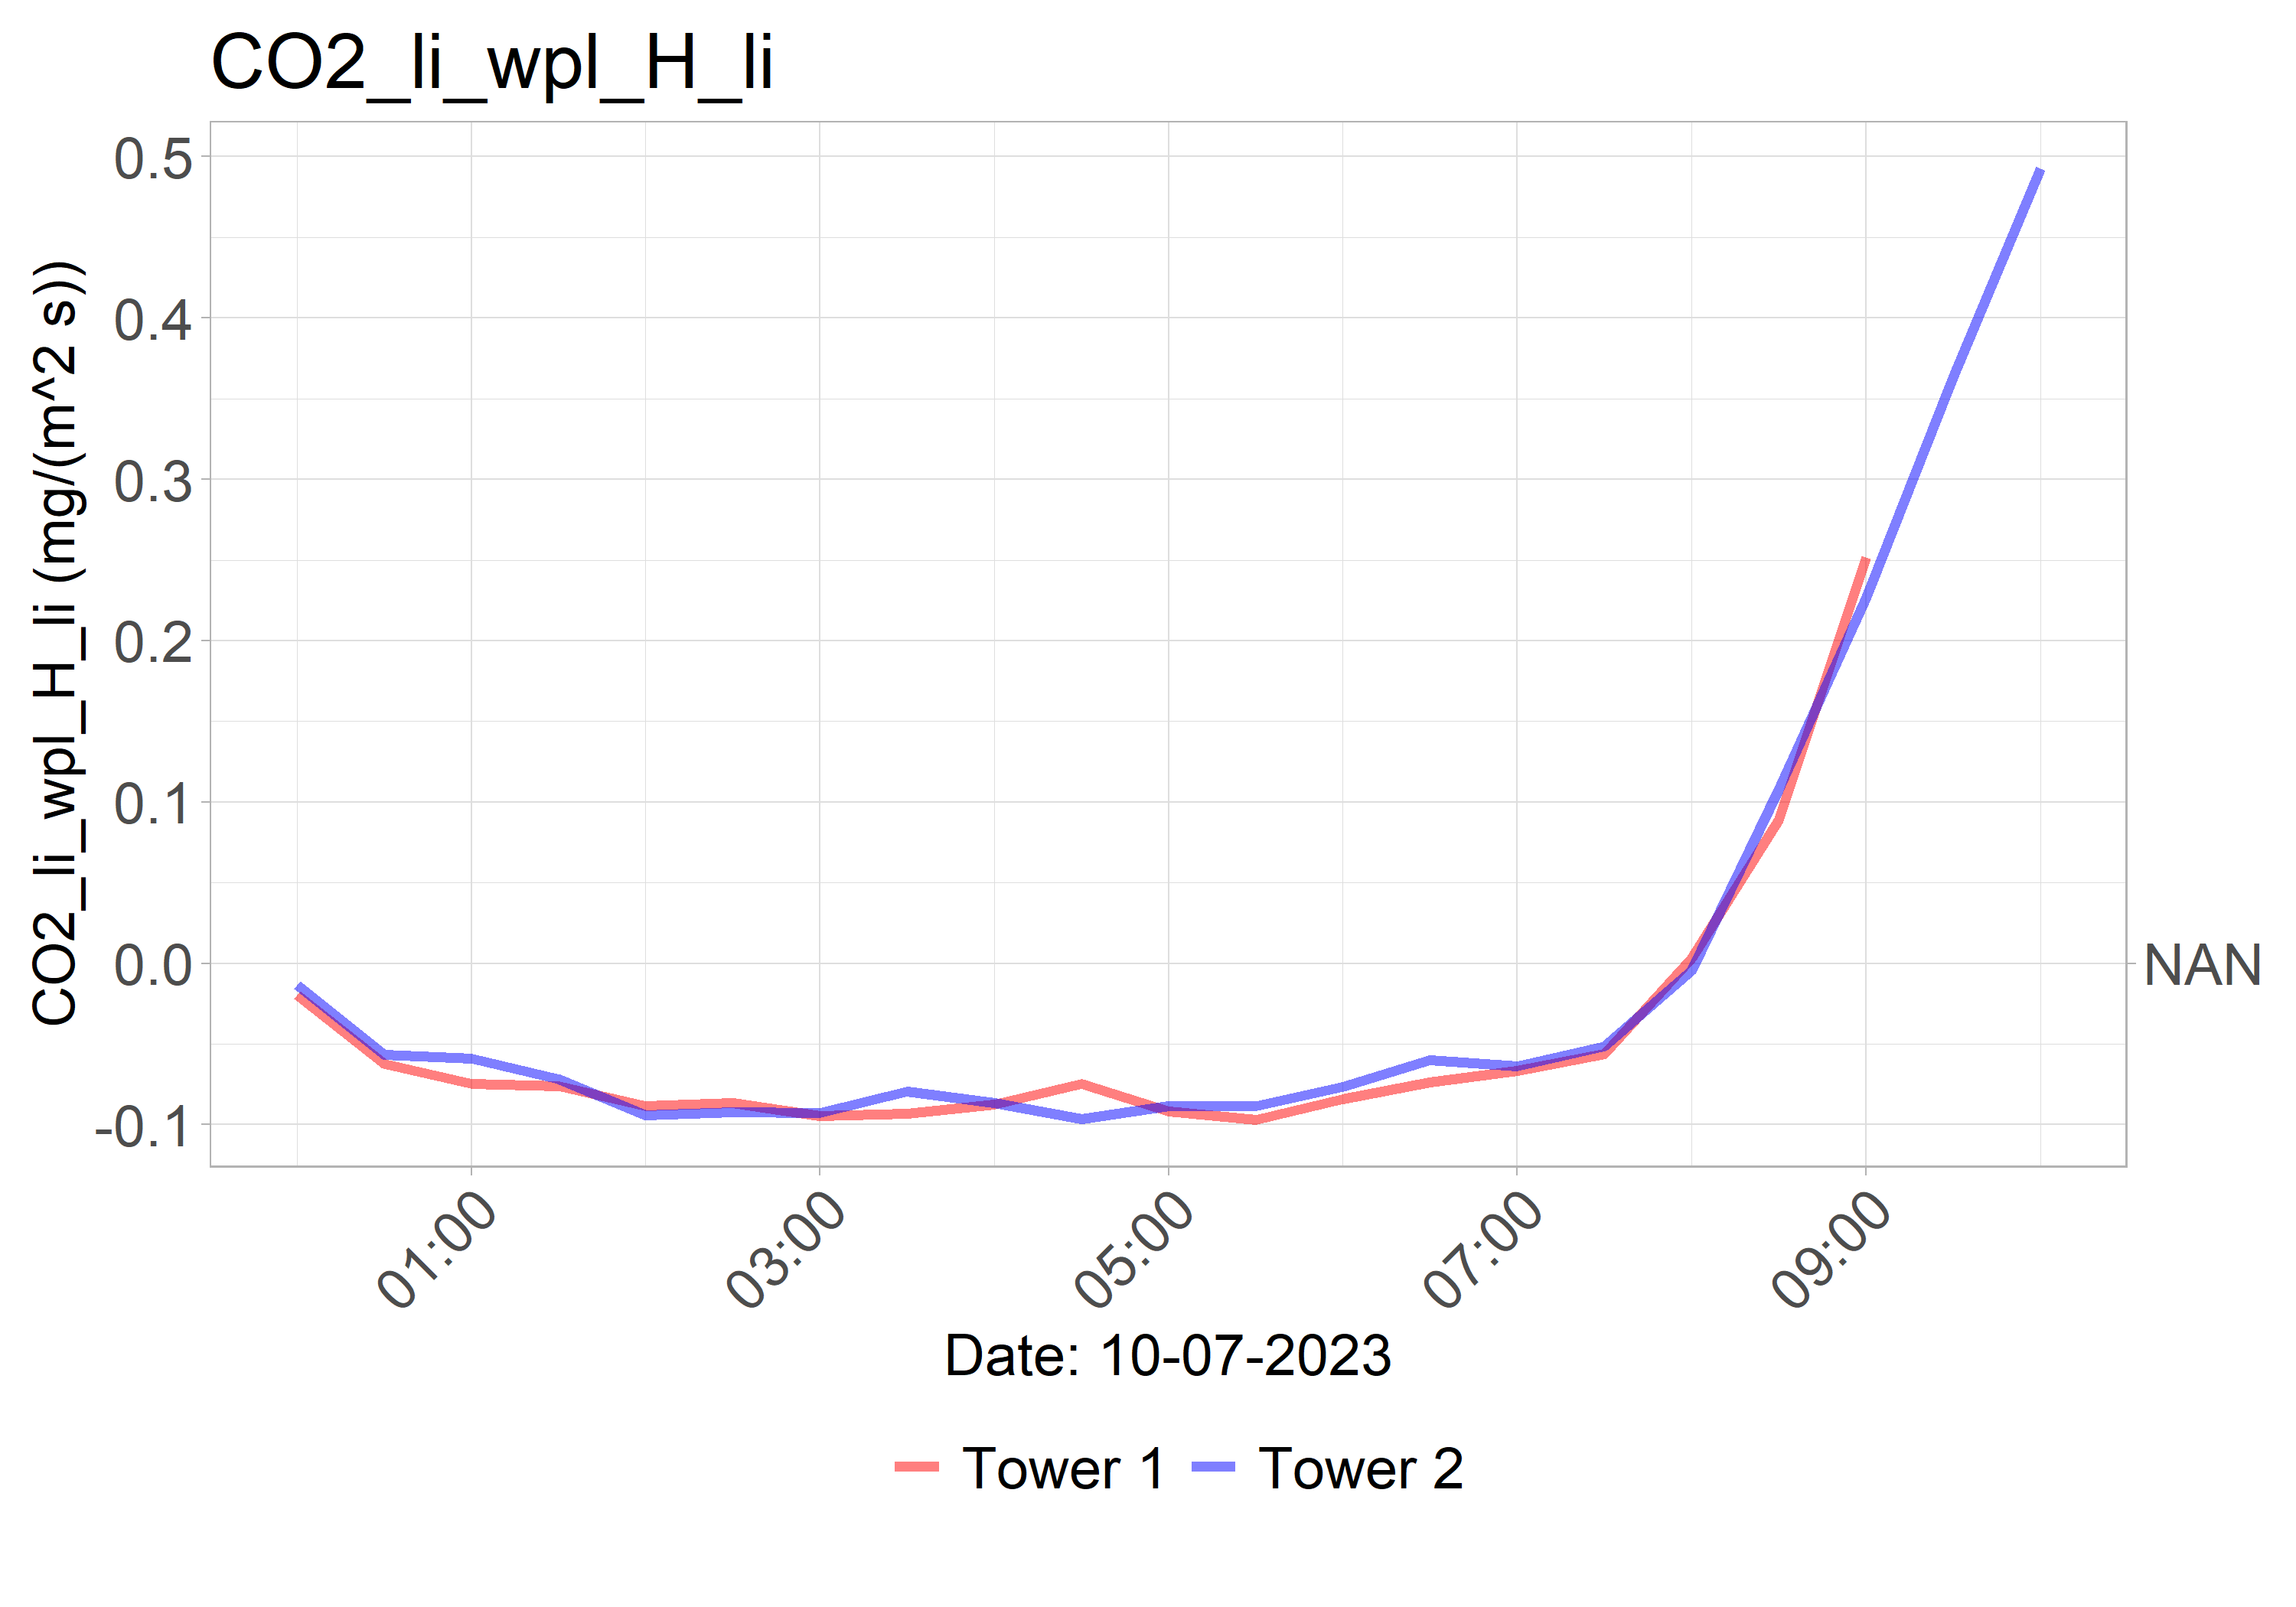 CO2_li_wpl_H_li
CO2_li_wpl_H_li (mg/(m^2 s))
0.5
0.4
0.3
0.2
0.1
0.0
-0.1
NAN
01:00
03:00
05:00
07:00
09:00
Date: 10-07-2023
Tower 1
Tower 2